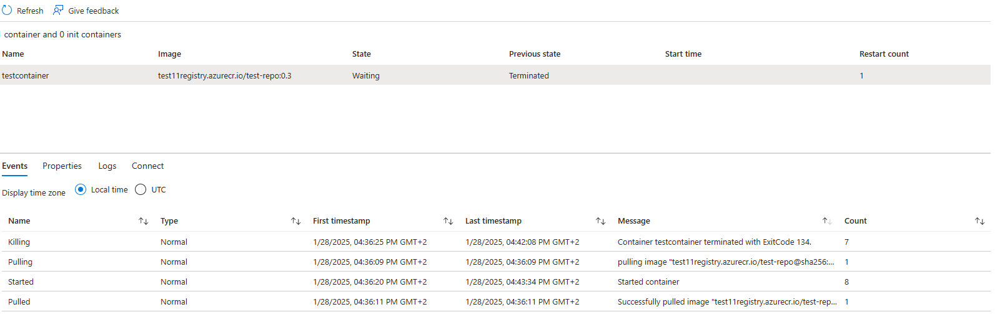 Refresh Give feedback
container and 0 init containers
Name Image State Previous state Start time Restart count
testcontainer test11registry.azurecr.io/test-repo:0.3 Waiting Terminated 1
Events Properties Logs Connect
Display time zone Local time UTC
Name Type First timestamp Last timestamp Message Count
Killing Normal 1/28/2025, 04:36:25 PM GMT+2 1/28/2025, 04:42:08 PM GMT+2 Container testcontainer terminated with ExitCode 134. 7
Pulling Normal 1/28/2025, 04:36:09 PM GMT+2 1/28/2025, 04:36:09 PM GMT+2 pulling image "test11registry.azurecr.io/test-repo@sha256:... 1
Started Normal 1/28/2025, 04:36:20 PM GMT+2 1/28/2025, 04:43:34 PM GMT+2 Started container 8
Pulled Normal 1/28/2025, 04:36:11 PM GMT+2 1/28/2025, 04:36:11 PM GMT+2 Successfully pulled image "test11registry.azurecr.io/test-rep... 1